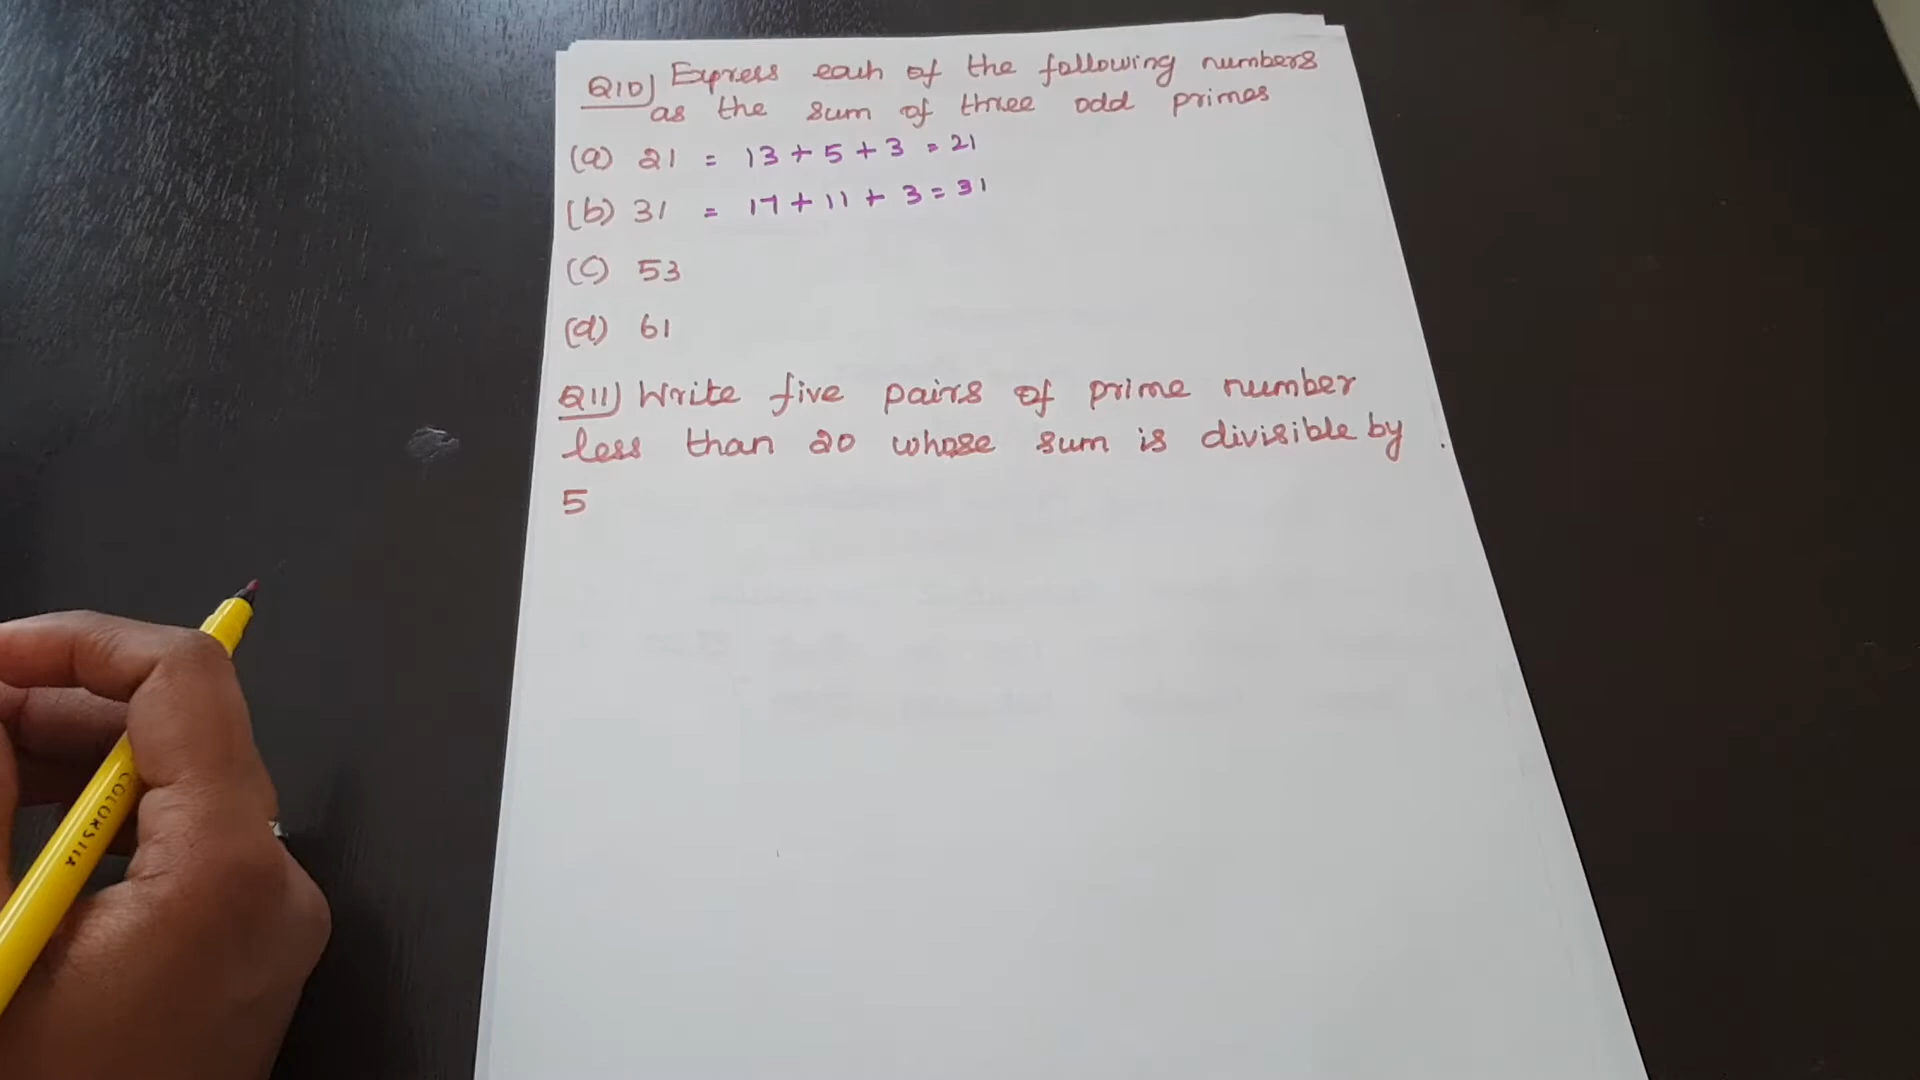 Q10) Express each of the following numbers
as the sum of three odd primes
(a) 21 = 13 + 5 + 3 = 21
(b) 31 = 17 + 11 + 3 = 31
(c) 53
(d) 61
Q11) Write five pairs of prime number
less than 20 whose sum is divisible by
5